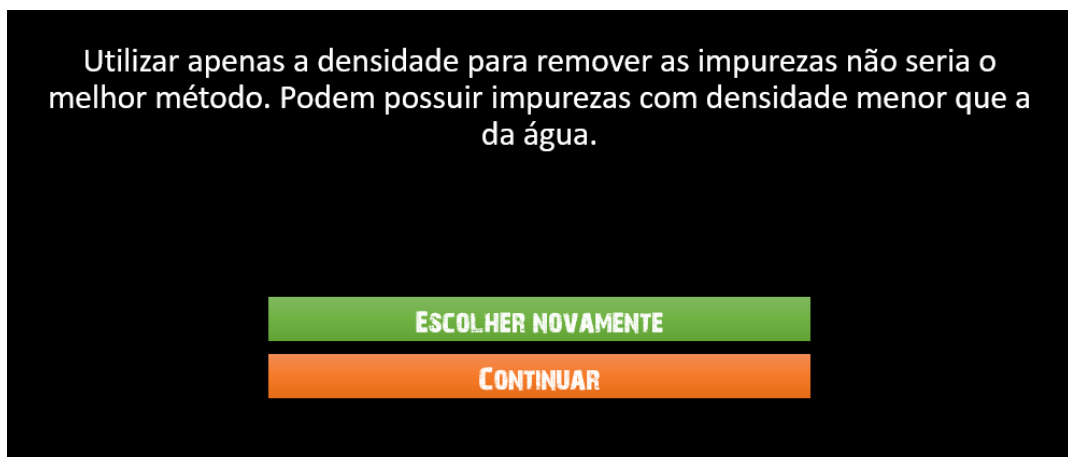 Utilizar apenas a densidade para remover as impurezas não seria o
melhor método. Podem possuir impurezas com densidade menor que a
da água.
ESCOLHER NOVAMENTE
CONTINUAR